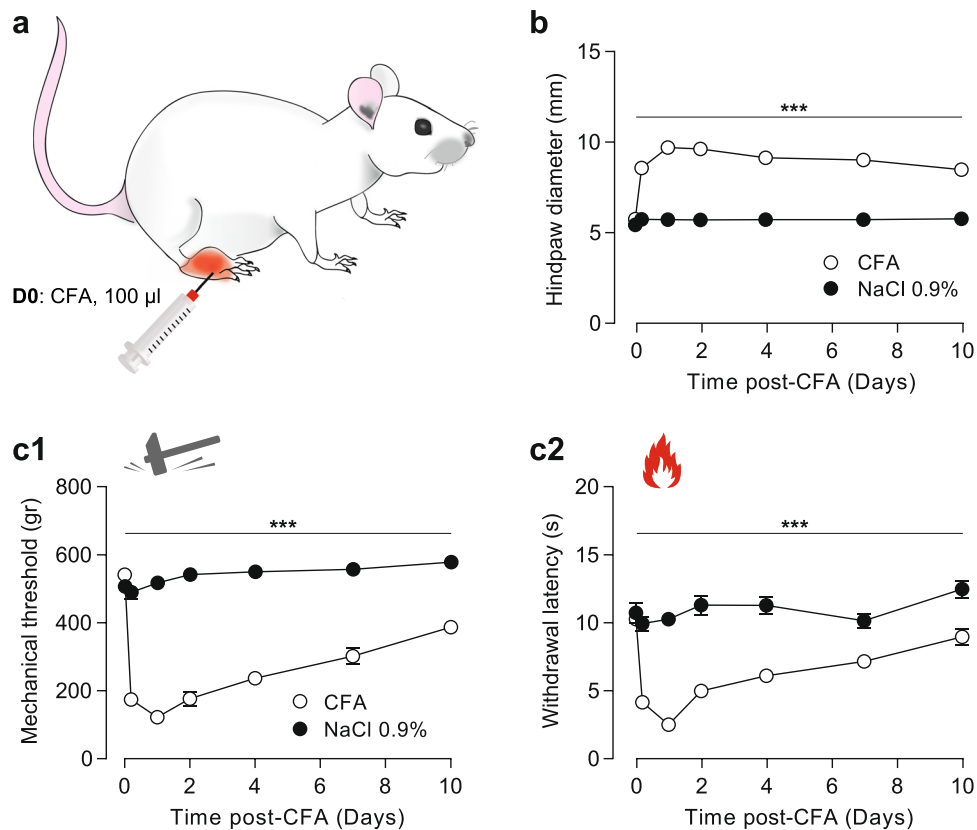 a
D0: CFA, 100 µl
b
Hindpaw diameter (mm)
15
10
5
0
***
CFA
NaCl 0.9%
0 2 4 6 8 10
Time post-CFA (Days)
c1
Mechanical threshold (gr)
800
600
400
200
0
***
CFA
NaCl 0.9%
0 2 4 6 8 10
Time post-CFA (Days)
c2
Withdrawal latency (s)
20
15
10
5
0
***
0 2 4 6 8 10
Time post-CFA (Days)